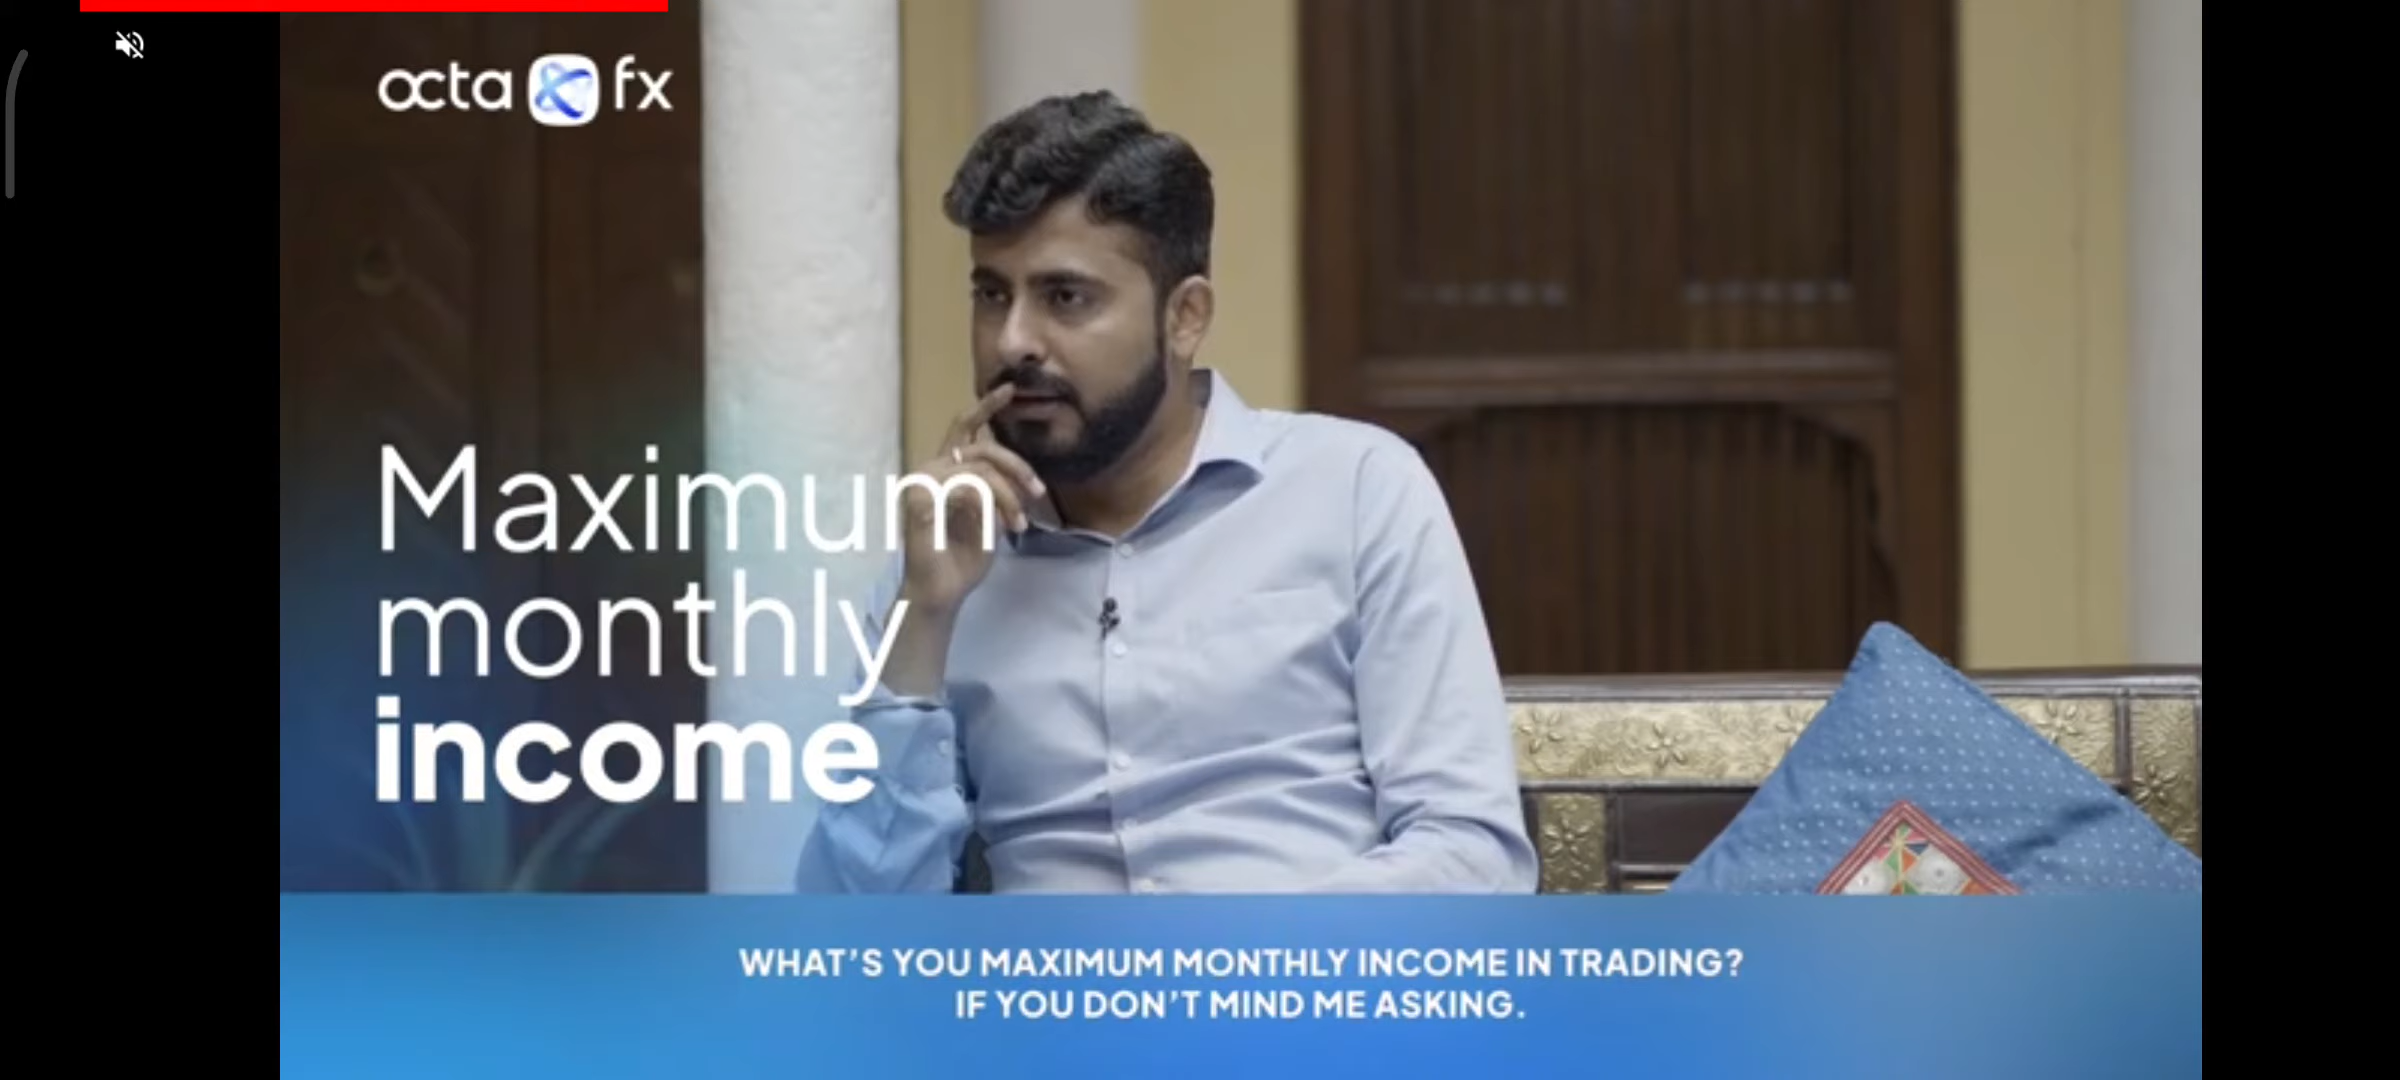 octa fx
Maximum
monthly
income
WHAT'S YOU MAXIMUM MONTHLY INCOME IN TRADING?
IF YOU DON'T MIND ME ASKING.